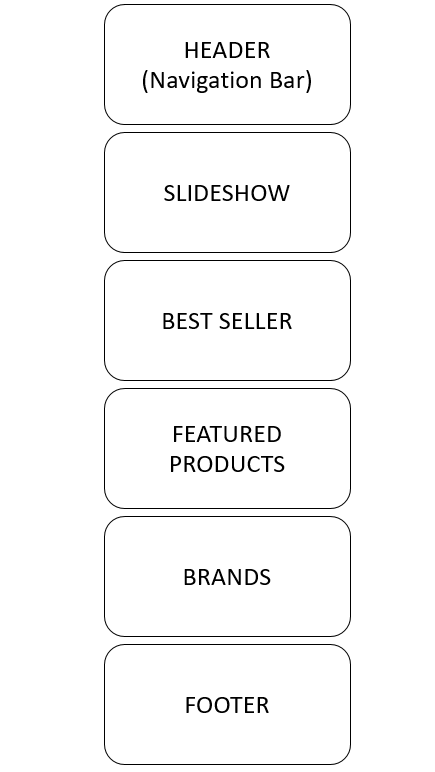 HEADER
(Navigation Bar)
SLIDESHOW
BEST SELLER
FEATURED
PRODUCTS
BRANDS
FOOTER